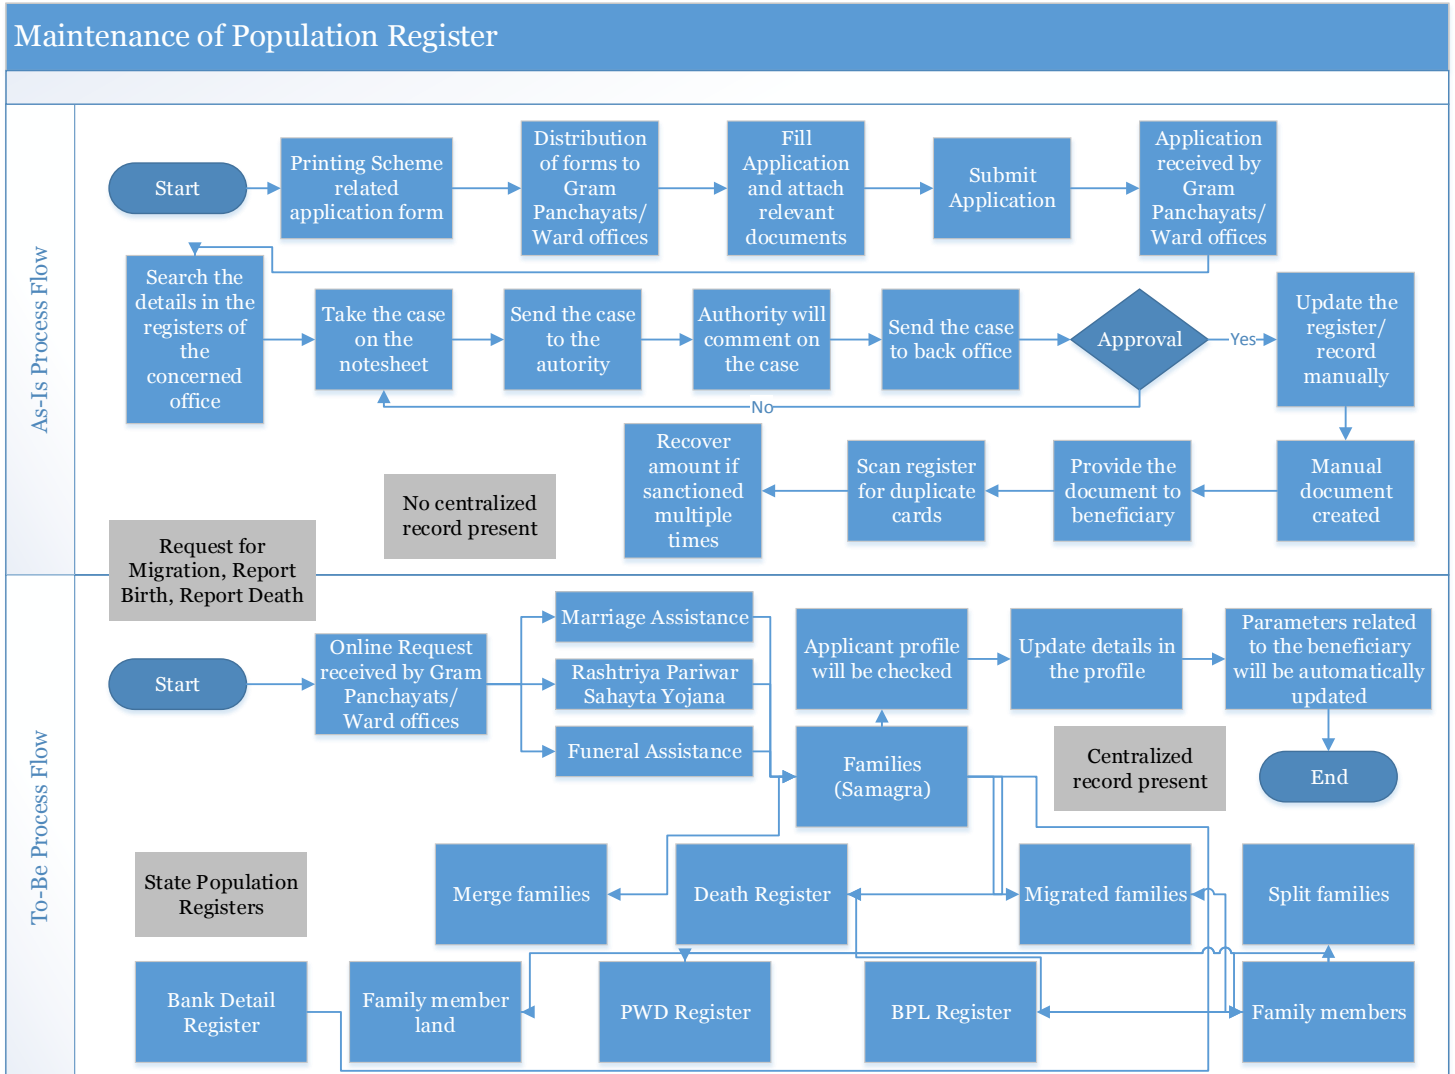 Maintenance of Population Register
As-Is Process Flow
Start
Printing Scheme
related
application form
Distribution
of forms to
Gram
Panchayats/
Ward offices
Fill
Application
and attach
relevant
documents
Submit
Application
Application
received by
Gram
Panchayats/
Ward offices
Search the
details in the
registers of
the
concerned
office
Take the case
on the
notesheet
Send the case
to the
autority
Authority will
comment on
the case
Send the case
to back office
Approval
Yes
No
Update the
register/
record
manually
Manual
document
created
Provide the
document to
beneficiary
Scan register
for duplicate
cards
Recover
amount if
sanctioned
multiple
times
No centralized
record present
Request for
Migration, Report
Birth, Report Death
To-Be Process Flow
Start
Online Request
received by Gram
Panchayats/
Ward offices
Marriage Assistance
Rashtriya Pariwar
Sahayta Yojana
Funeral Assistance
Families
(Samagra)
Applicant profile
will be checked
Update details in
the profile
Parameters related
to the beneficiary
will be automatically
updated
End
Centralized
record present
State Population
Registers
Merge families
Death Register
Migrated families
Split families
Bank Detail
Register
Family member
land
PWD Register
BPL Register
Family members